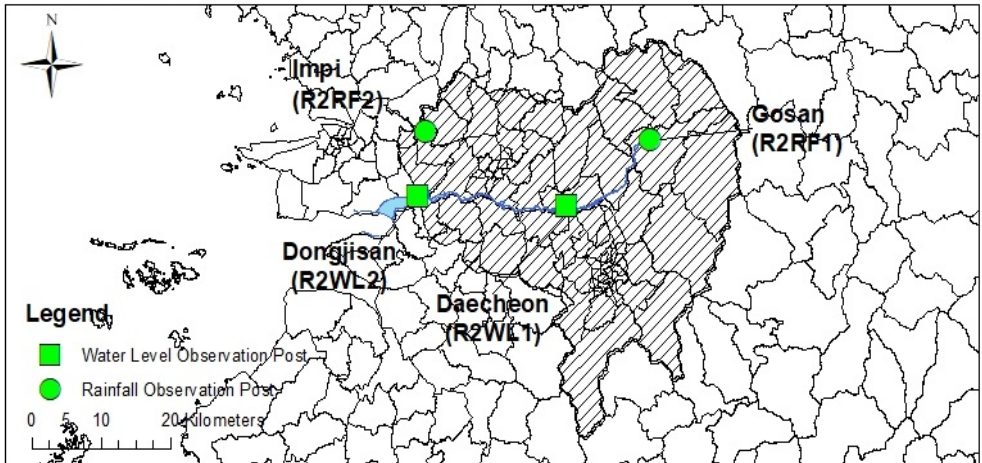 N
Impi
(R2RF2)
Gosan
(R2RF1)
Dongjisan
(R2WL2)
Daecheon
(R2WL1)
Legend
Water Level Observation Post
Rainfall Observation Post
0 5 10 20 Kilometers